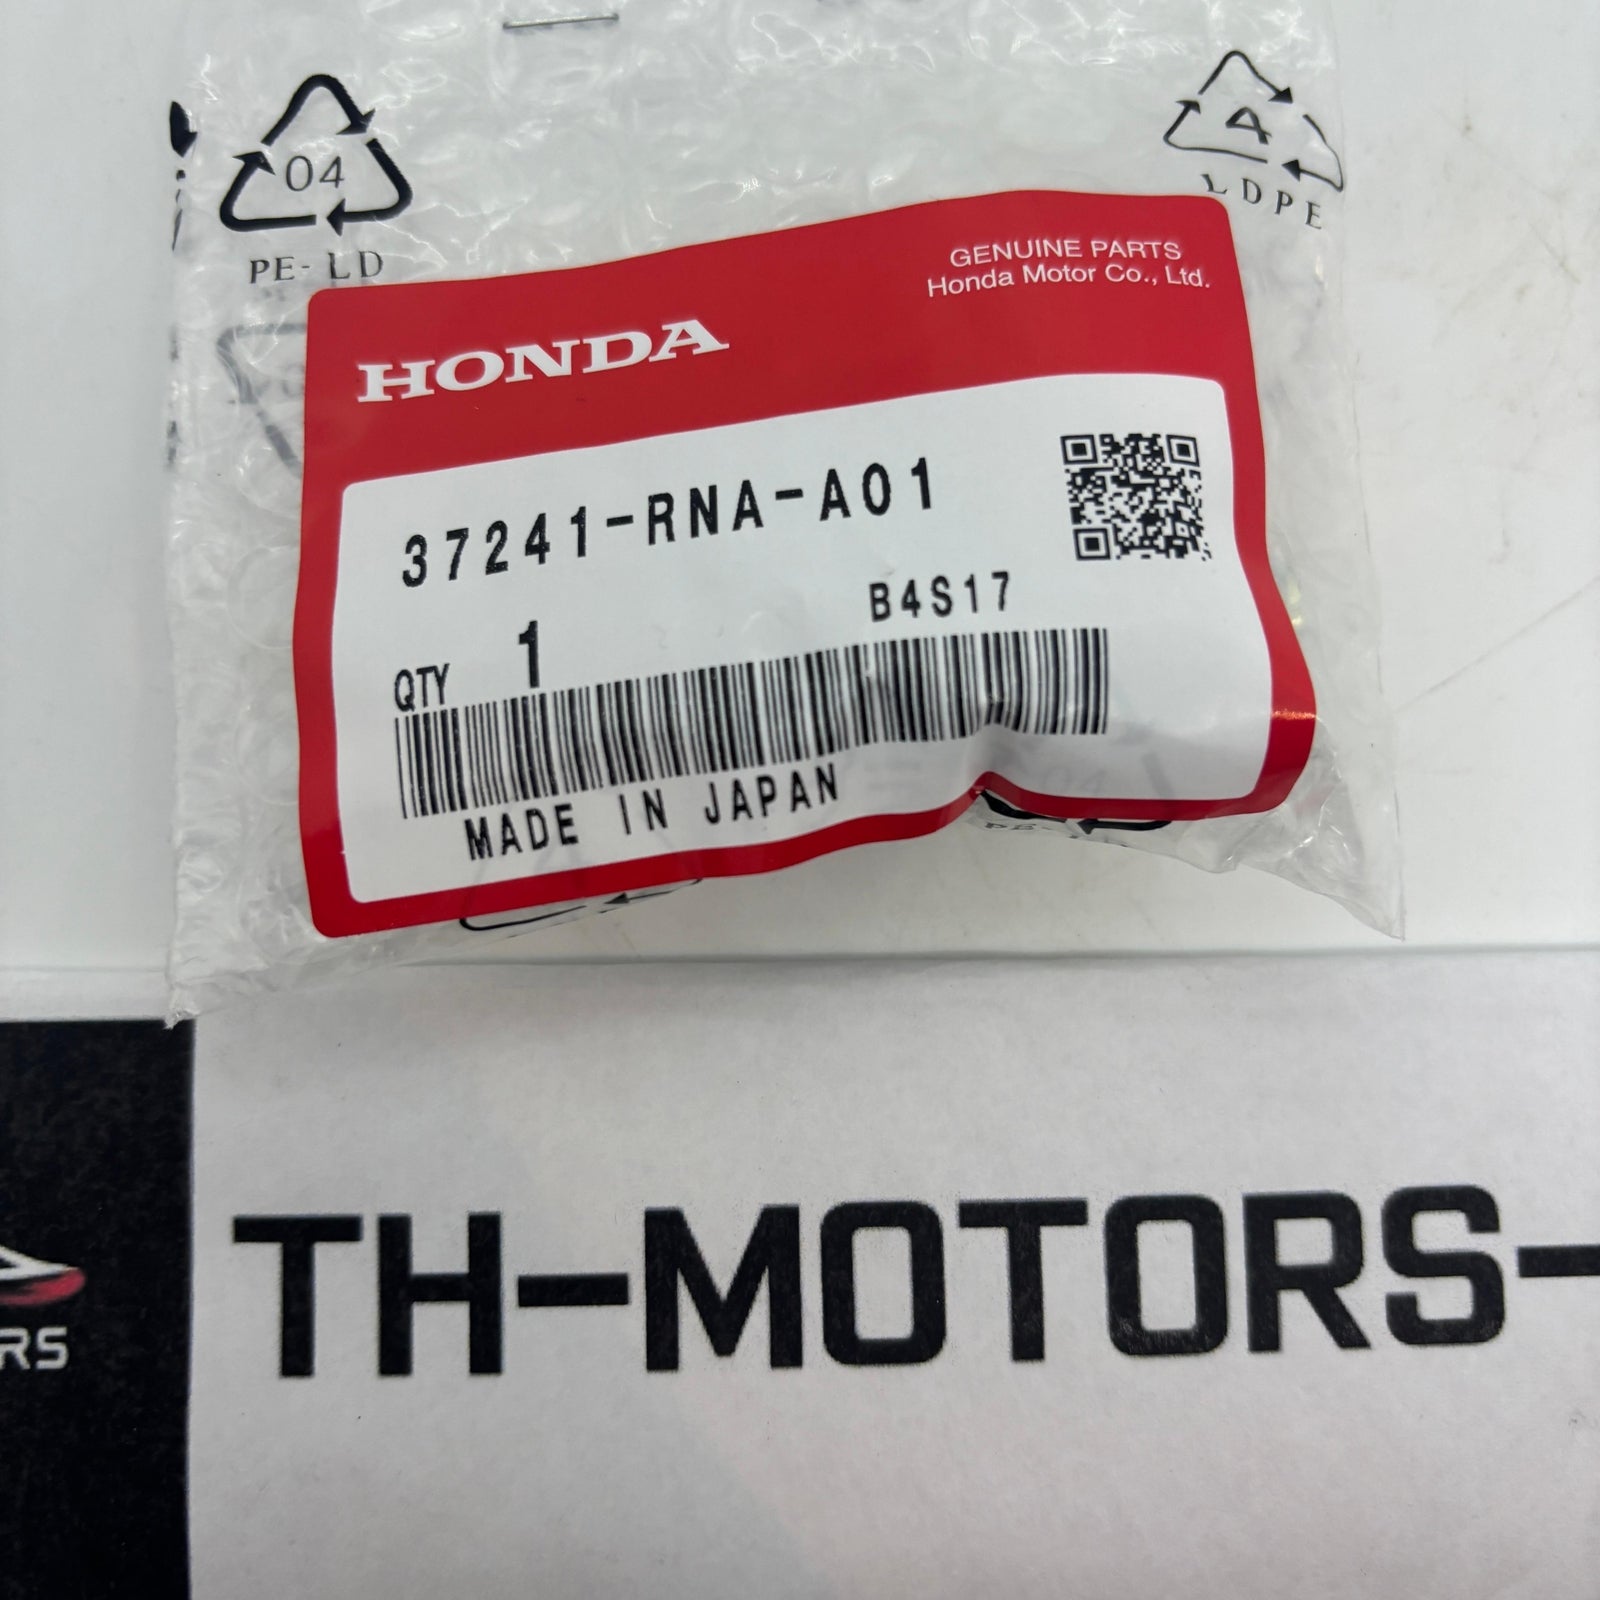 04
PE-LD
4
LDPE
GENUINE PARTS
Honda Motor Co., Ltd.
HONDA
37241-RNA-A01
B4S17
QTY 1
MADE IN JAPAN
TH-MOTORS-
RS